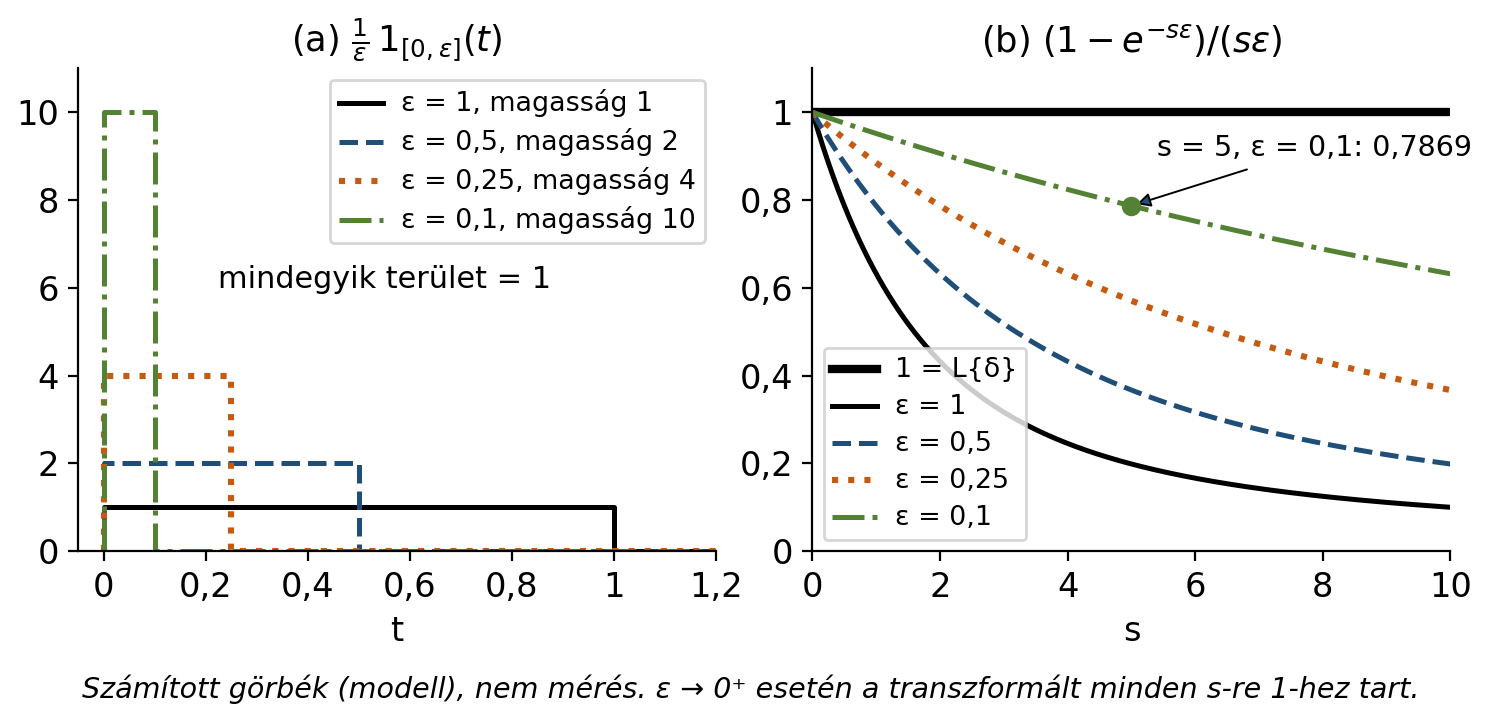 (a) 1/ε 1[0, ε](t)
10
8
6
4
2
0
ε = 1, magasság 1
ε = 0,5, magasság 2
ε = 0,25, magasság 4
ε = 0,1, magasság 10
mindegyik terület = 1
0 0,2 0,4 0,6 0,8 1 1,2
t
(b) (1 − e^{−sε})/(sε)
1
0,8
0,6
0,4
0,2
0
s = 5, ε = 0,1: 0,7869
1 = L{δ}
ε = 1
ε = 0,5
ε = 0,25
ε = 0,1
0 2 4 6 8 10
s
Számított görbék (modell), nem mérés. ε → 0⁺ esetén a transzformált minden s-re 1-hez tart.